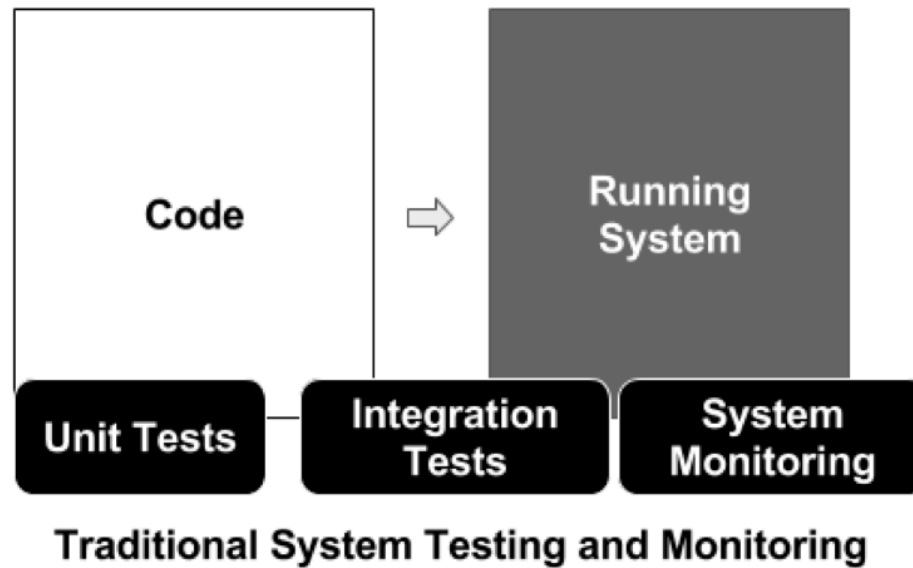 Code
Running
System
Unit Tests
Integration
Tests
System
Monitoring
Traditional System Testing and Monitoring